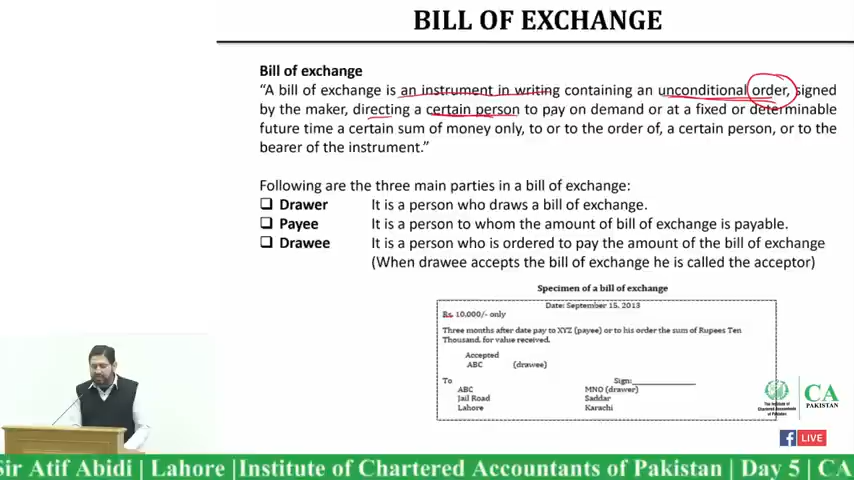 BILL OF EXCHANGE
Bill of exchange
“A bill of exchange is an instrument in writing containing an unconditional order, signed
by the maker, directing a certain person to pay on demand or at a fixed or determinable
future time a certain sum of money only, to or to the order of, a certain person, or to the
bearer of the instrument.”
Following are the three main parties in a bill of exchange:
❑ Drawer It is a person who draws a bill of exchange.
❑ Payee It is a person to whom the amount of bill of exchange is payable.
❑ Drawee It is a person who is ordered to pay the amount of the bill of exchange
(When drawee accepts the bill of exchange he is called the acceptor)
Specimen of a bill of exchange
Date: September 15, 2013
Rs. 10,000/- only
Three months after date pay to XYZ (payee) or to his order the sum of Rupees Ten
Thousand, for value received.
Accepted
ABC (drawee)
To Sign:
ABC MNO (drawer)
Jail Road Saddar
Lahore Karachi
The Institute of
Chartered Accountants
of Pakistan
CA
PAKISTAN
f LIVE
Sir Atif Abidi | Lahore |Institute of Chartered Accountants of Pakistan | Day 5 | CA